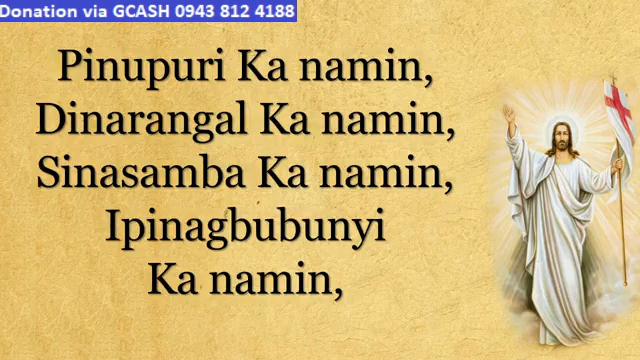 Donation via GCASH 0943 812 4188
Pinupuri Ka namin,
Dinarangal Ka namin,
Sinasamba Ka namin,
Ipinagbubunyi
Ka namin,